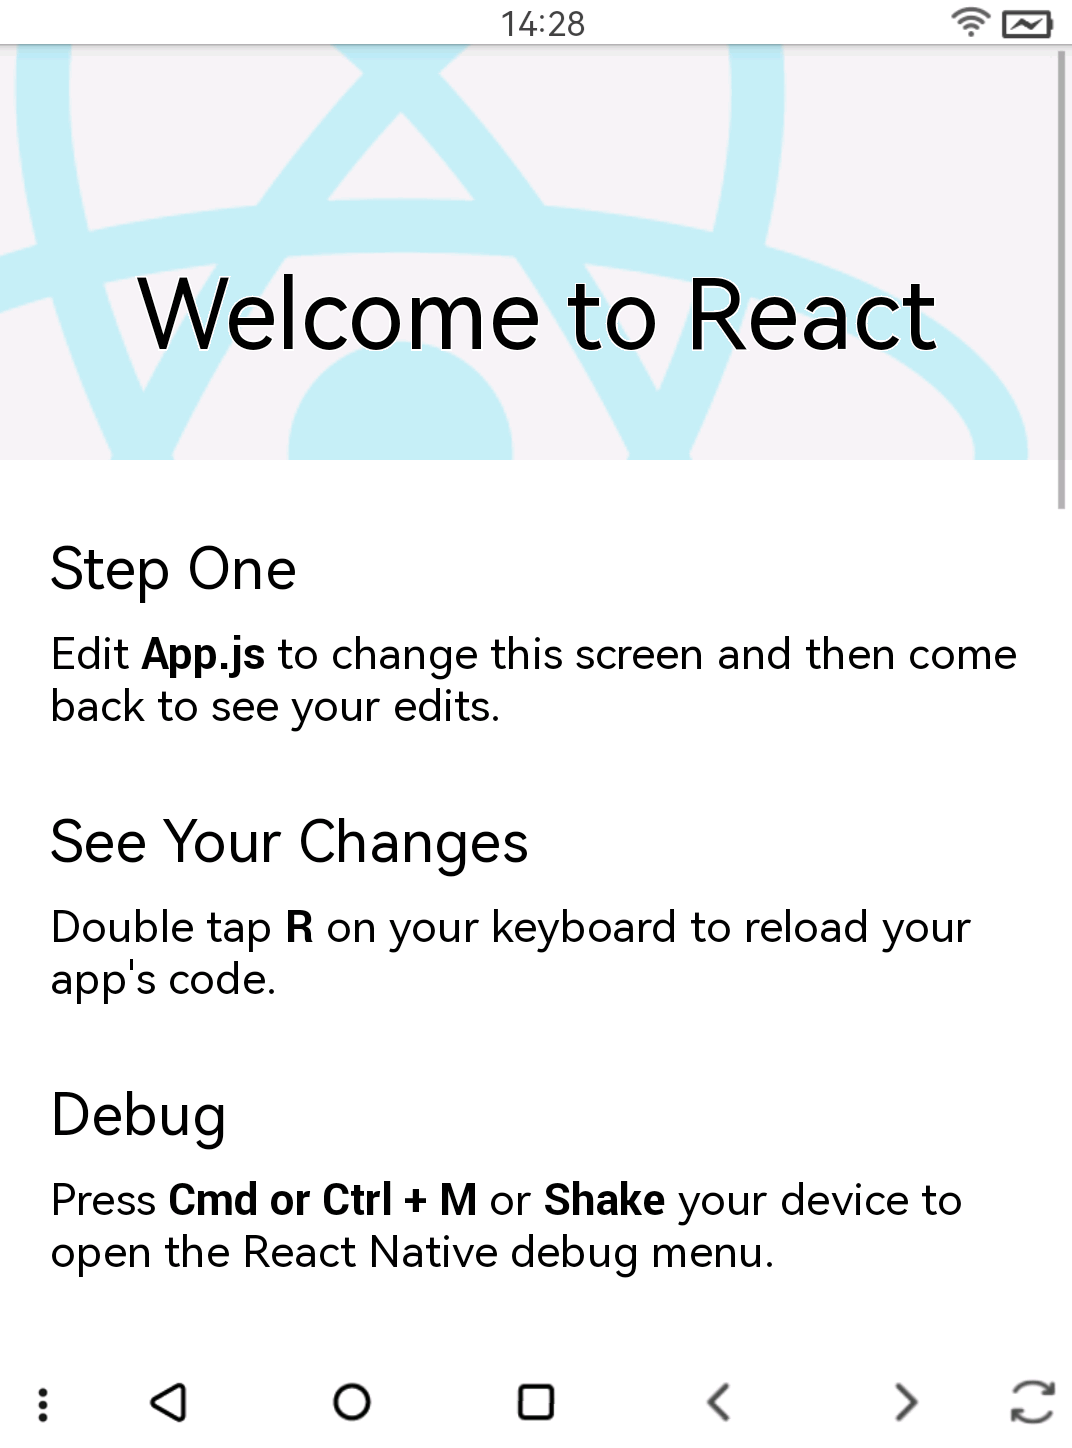 14:28
Welcome to React
Step One
Edit App.js to change this screen and then come
back to see your edits.
See Your Changes
Double tap R on your keyboard to reload your
app's code.
Debug
Press Cmd or Ctrl + M or Shake your device to
open the React Native debug menu.